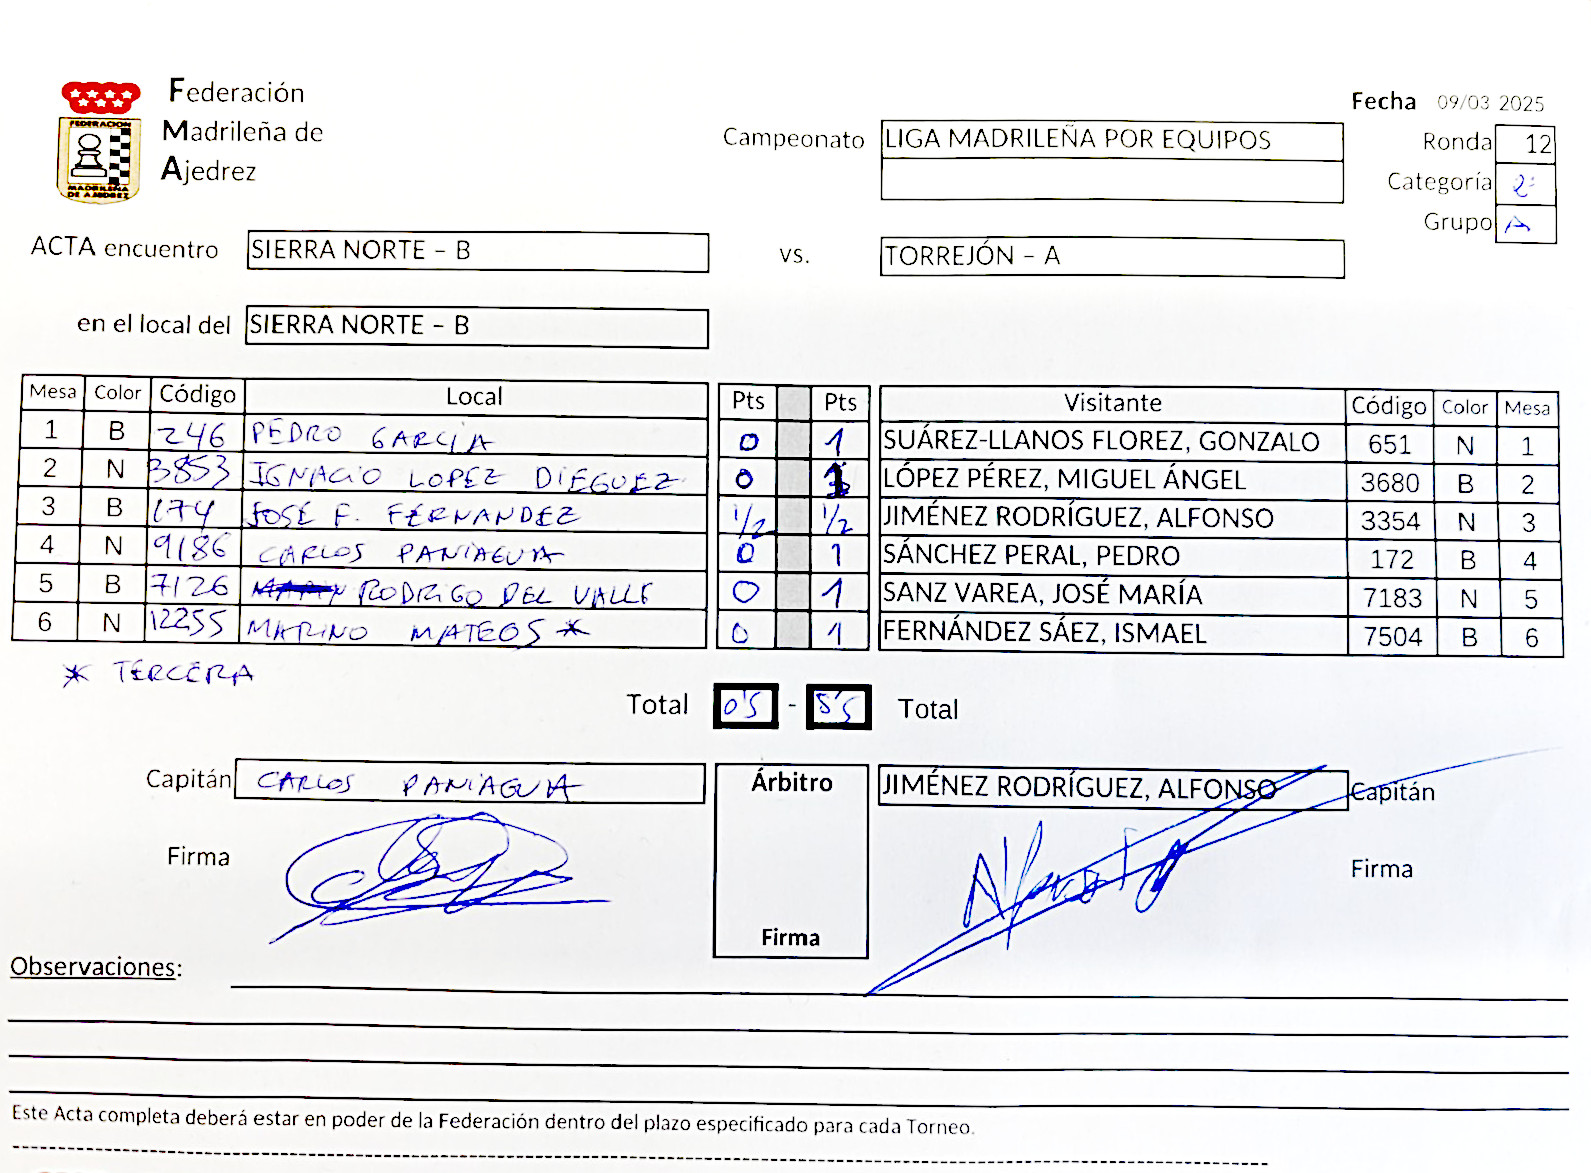 Federación
Madrileña de
Ajedrez
FEDERACION
MADRILEÑA
DE AJEDREZ
Fecha 09/03 2025
Campeonato LIGA MADRILEÑA POR EQUIPOS
Ronda 12
Categoría 2ª
Grupo A
ACTA encuentro SIERRA NORTE - B vs. TORREJÓN - A
en el local del SIERRA NORTE - B
Mesa Color Código Local Pts Pts Visitante Código Color Mesa
1 B 246 PEDRO GARCÍA 0 1 SUÁREZ-LLANOS FLOREZ, GONZALO 651 N 1
2 N 3853 IGNACIO LOPEZ DIEGUEZ 0 1 LÓPEZ PÉREZ, MIGUEL ÁNGEL 3680 B 2
3 B 174 JOSÉ F. FERNANDEZ 1/2 1/2 JIMÉNEZ RODRÍGUEZ, ALFONSO 3354 N 3
4 N 9186 CARLOS PANIAGUA 0 1 SÁNCHEZ PERAL, PEDRO 172 B 4
5 B 7126 RODRIGO DEL VALLE 0 1 SANZ VAREA, JOSÉ MARÍA 7183 N 5
6 N 12255 MARINO MATEOS * 0 1 FERNÁNDEZ SÁEZ, ISMAEL 7504 B 6
* TERCERA
Total 0'5 - 5'5 Total
Capitán CARLOS PANIAGUA Árbitro JIMÉNEZ RODRÍGUEZ, ALFONSO Capitán
Firma Alfonso Firma
Firma
Observaciones:
Este Acta completa deberá estar en poder de la Federación dentro del plazo especificado para cada Torneo.